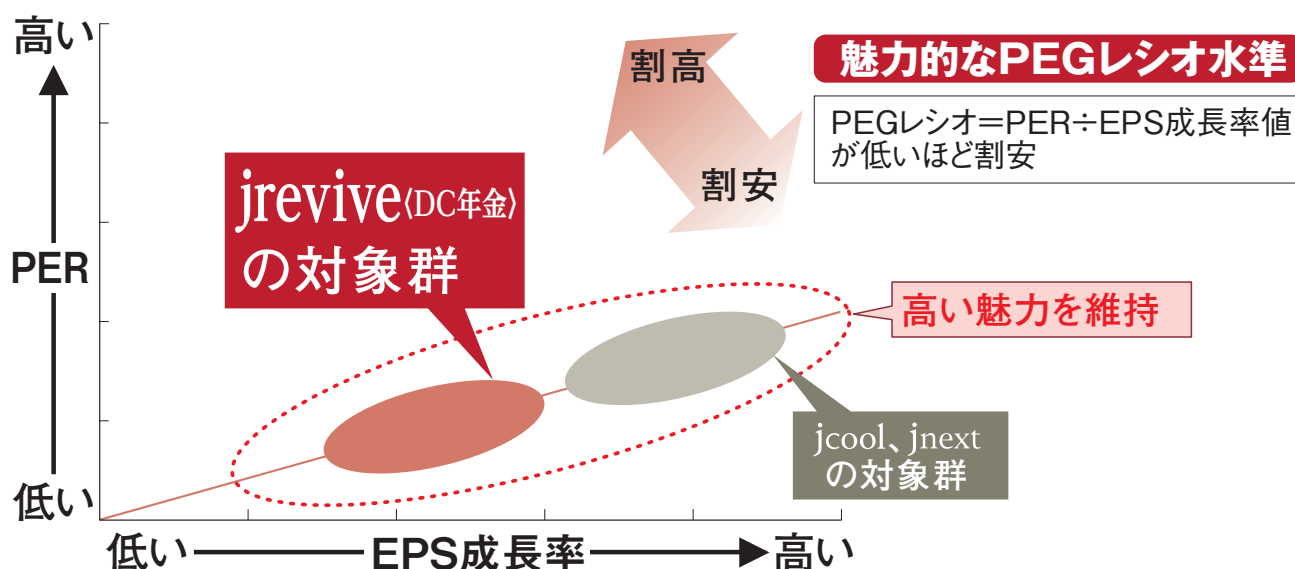 高い
PER
低い
割高
割安
魅力的なPEGレシオ水準
PEGレシオ＝PER÷EPS成長率値
が低いほど割安
jrevive〈DC年金〉
の対象群
高い魅力を維持
jcool、jnext
の対象群
低い
EPS成長率
高い